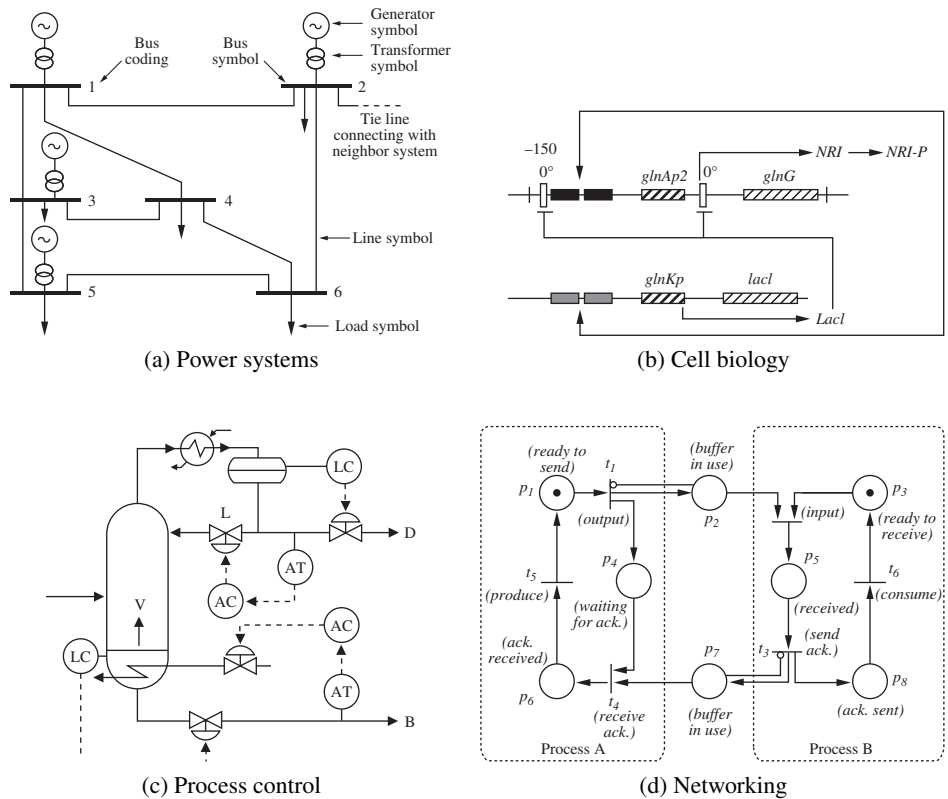 Generator
symbol
Transformer
symbol
Bus
coding
Bus
symbol
1
2
Tie line
connecting with
neighbor system
3
4
Line symbol
5
6
Load symbol
(a) Power systems
–150
0°
0°
NRI
NRI-P
glnAp2
glnG
glnKp
lacl
Lacl
(b) Cell biology
LC
L
D
AT
AC
V
AC
LC
AT
B
(c) Process control
(ready to
send)
t1
(buffer
in use)
p1
p3
(output)
p2
(input)
(ready to
receive)
p4
p5
t5
(produce)
t6
(consume)
(waiting
for ack.)
(received)
(ack.
received)
(send
ack.)
p7
t3
p6
p8
t4
(receive
ack.)
(buffer
in use)
(ack. sent)
Process A
Process B
(d) Networking